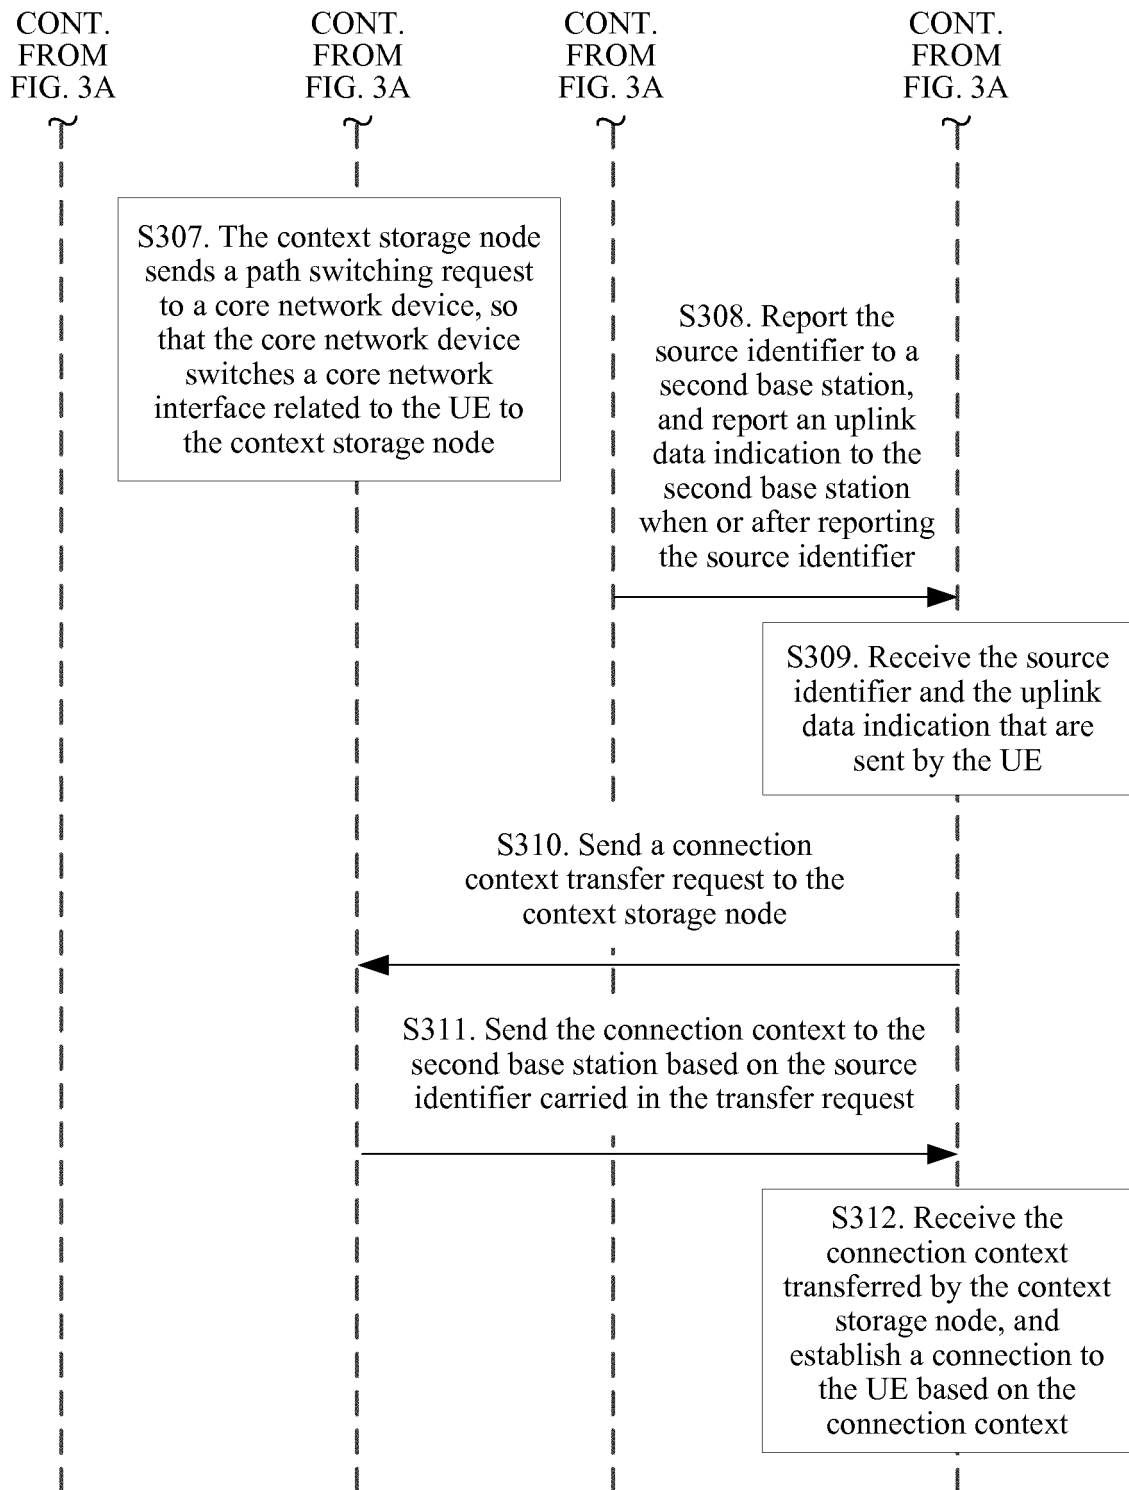 CONT.
FROM
FIG. 3A
CONT.
FROM
FIG. 3A
CONT.
FROM
FIG. 3A
CONT.
FROM
FIG. 3A
S307. The context storage node
sends a path switching request
to a core network device, so
that the core network device
switches a core network
interface related to the UE to
the context storage node
S308. Report the
source identifier to a
second base station,
and report an uplink
data indication to the
second base station
when or after reporting
the source identifier
S309. Receive the source
identifier and the uplink
data indication that are
sent by the UE
S310. Send a connection
context transfer request to the
context storage node
S311. Send the connection context to the
second base station based on the source
identifier carried in the transfer request
S312. Receive the
connection context
transferred by the context
storage node, and
establish a connection to
the UE based on the
connection context